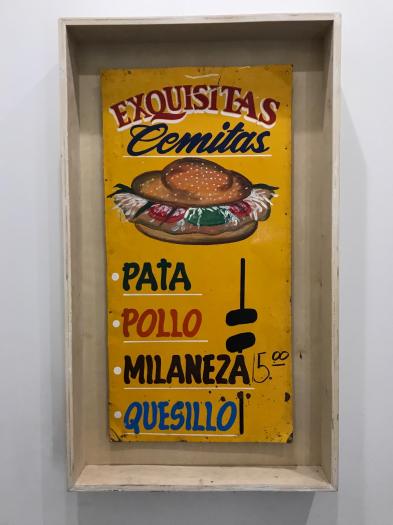 EXQUISITAS
Cemitas
PATA
POLLO
MILANEZA 15.00
QUESILLO